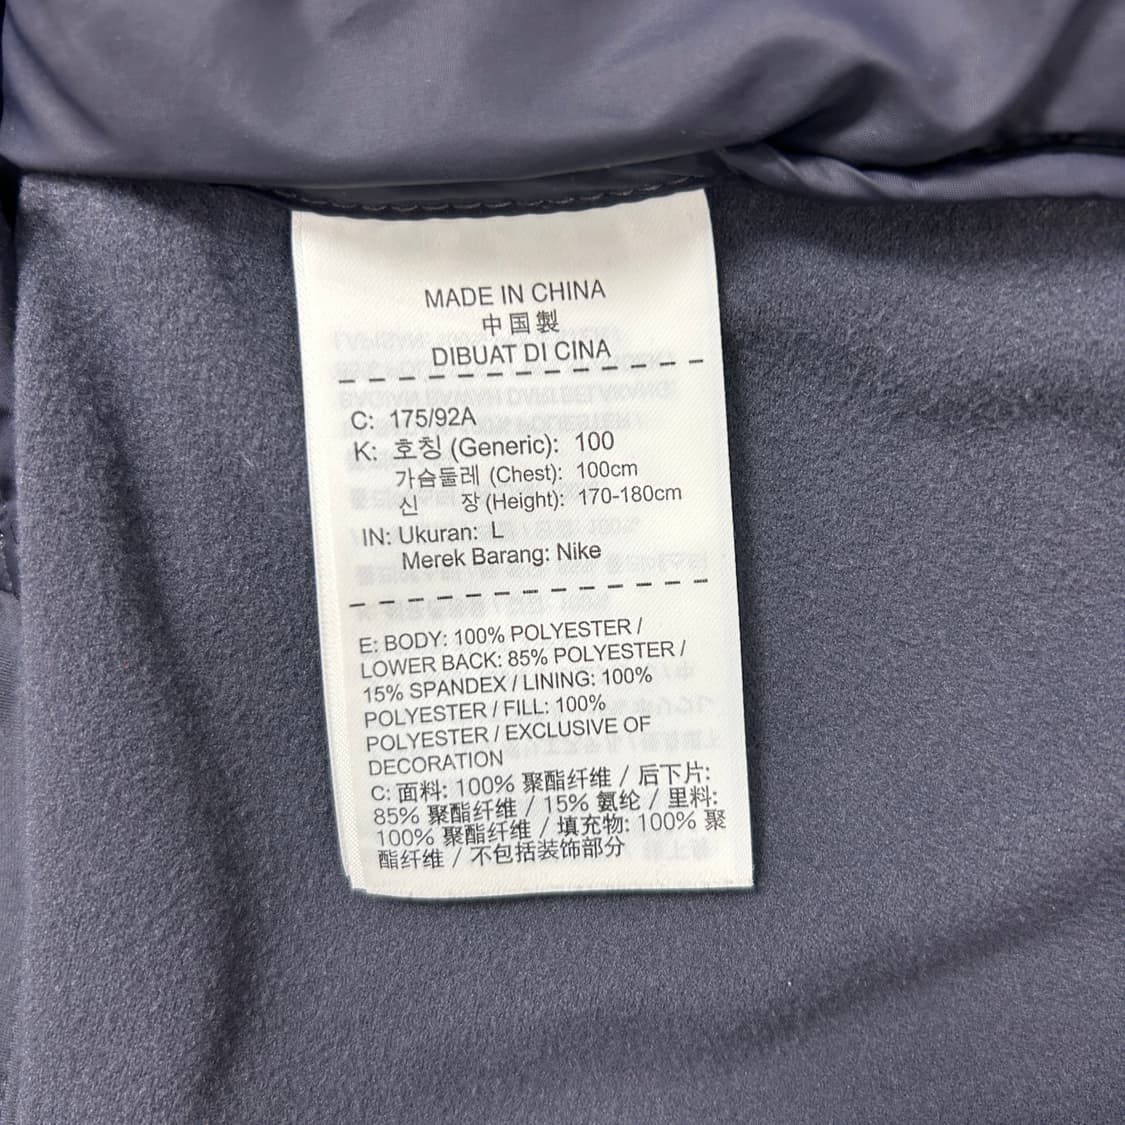 MADE IN CHINA
中国製
DIBUAT DI CINA
C: 175/92A
K: 호칭 (Generic): 100
가슴둘레 (Chest): 100cm
신 장 (Height): 170-180cm
IN: Ukuran: L
Merek Barang: Nike
E: BODY: 100% POLYESTER /
LOWER BACK: 85% POLYESTER /
15% SPANDEX / LINING: 100%
POLYESTER / FILL: 100%
POLYESTER / EXCLUSIVE OF
DECORATION
C: 面料: 100% 聚酯纤维 / 后下片:
85% 聚酯纤维 / 15% 氨纶 / 里料:
100% 聚酯纤维 / 填充物: 100% 聚
酯纤维 / 不包括装饰部分